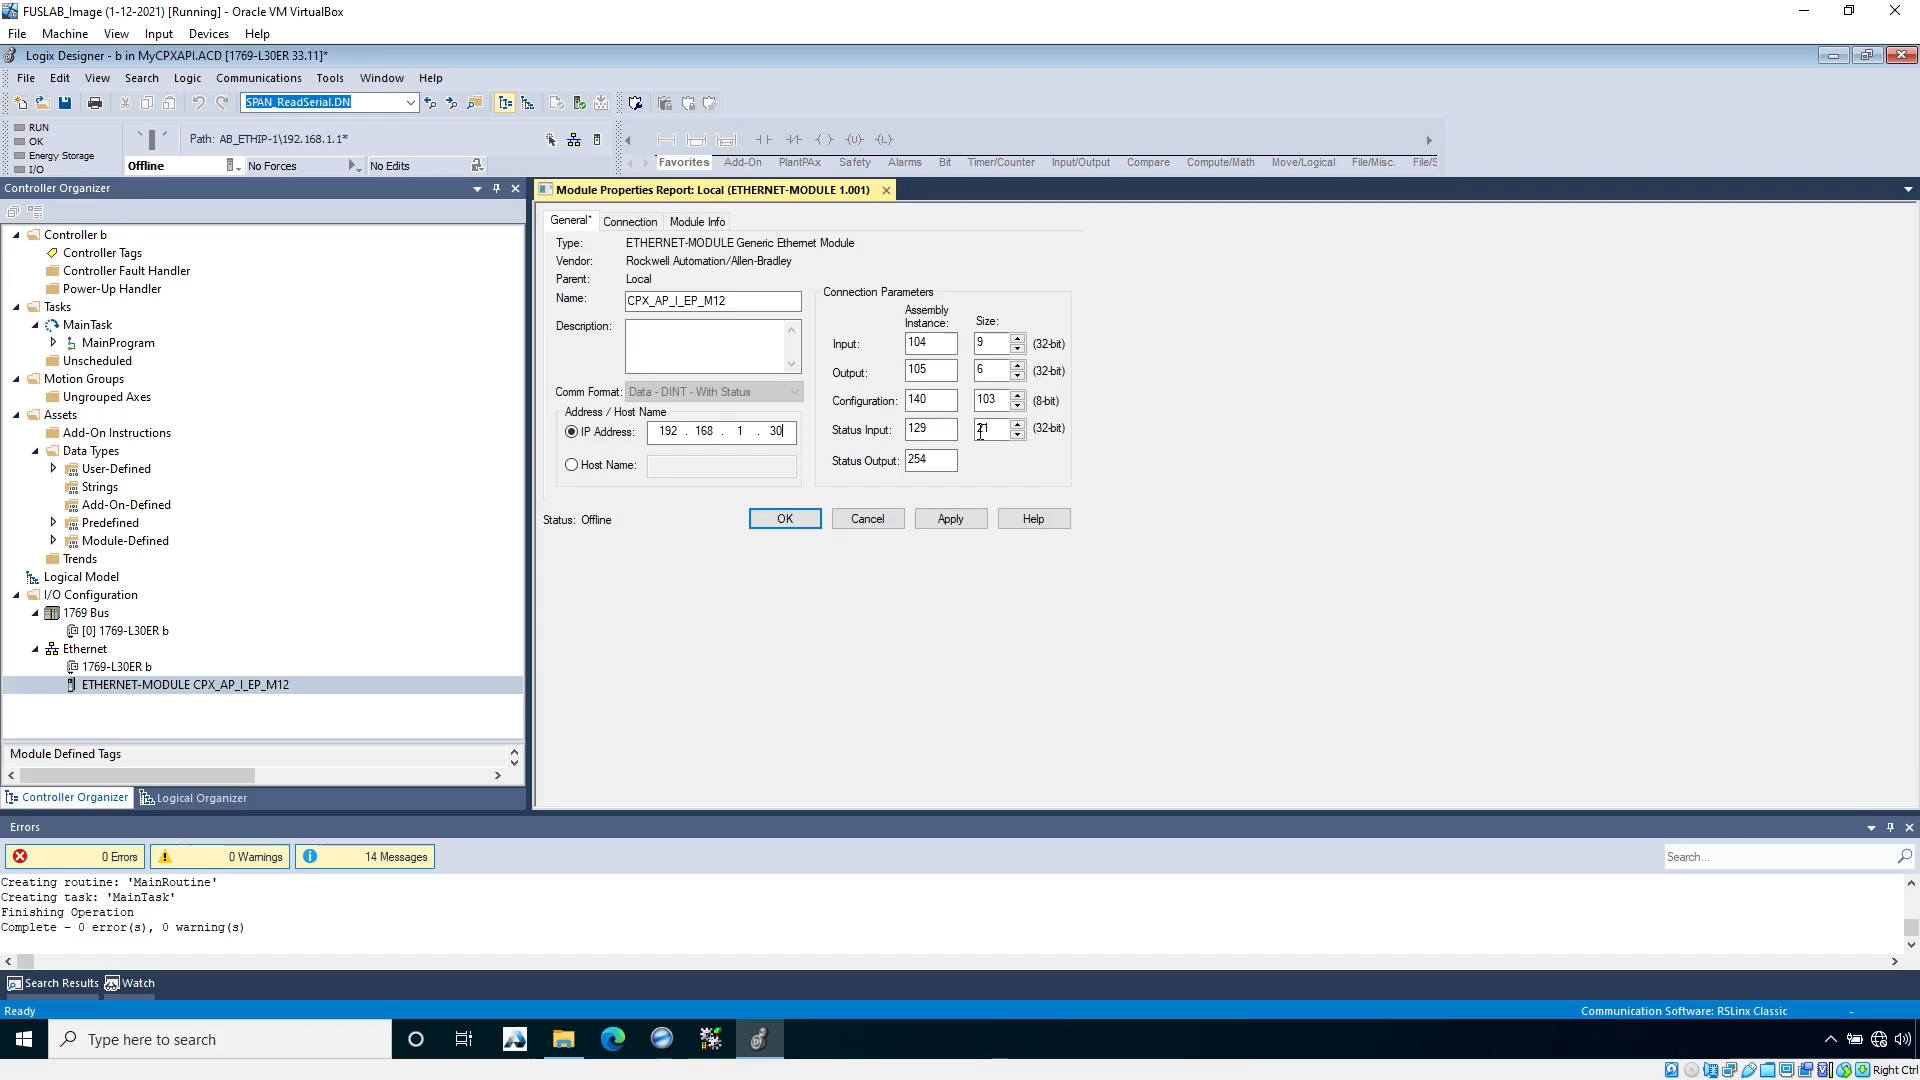 FUSLAB_Image (1-12-2021) [Running] - Oracle VM VirtualBox
File Machine View Input Devices Help
Logix Designer - b in MyCPXAPI.ACD [1769-L30ER 33.11]*
File Edit View Search Logic Communications Tools Window Help
SPAN_ReadSerial.DN
RUN
OK
Energy Storage
I/O
Path: AB_ETHIP-1\192.168.1.1*
Offline No Forces No Edits
Favorites Add-On PlantPAx Safety Alarms Bit Timer/Counter Input/Output Compare Compute/Math Move/Logical File/Misc. File/S
Controller Organizer
Controller b
Controller Tags
Controller Fault Handler
Power-Up Handler
Tasks
MainTask
MainProgram
Unscheduled
Motion Groups
Ungrouped Axes
Assets
Add-On Instructions
Data Types
User-Defined
Strings
Add-On-Defined
Predefined
Module-Defined
Trends
Logical Model
I/O Configuration
1769 Bus
[0] 1769-L30ER b
Ethernet
1769-L30ER b
ETHERNET-MODULE CPX_AP_I_EP_M12
Module Defined Tags
Controller Organizer Logical Organizer
Module Properties Report: Local (ETHERNET-MODULE 1.001)
General* Connection Module Info
Type: ETHERNET-MODULE Generic Ethernet Module
Vendor: Rockwell Automation/Allen-Bradley
Parent: Local
Name: CPX_AP_I_EP_M12
Description:
Comm Format: Data - DINT - With Status
Address / Host Name
IP Address: 192 . 168 . 1 . 30
Host Name:
Connection Parameters
Assembly
Instance: Size:
Input: 104 9 (32-bit)
Output: 105 6 (32-bit)
Configuration: 140 103 (8-bit)
Status Input: 129 21 (32-bit)
Status Output: 254
Status: Offline OK Cancel Apply Help
Errors
0 Errors 0 Warnings 14 Messages
Search...
Creating routine: 'MainRoutine'
Creating task: 'MainTask'
Finishing Operation
Complete - 0 error(s), 0 warning(s)
Search Results Watch
Ready Communication Software: RSLinx Classic
Type here to search
Right Ctrl